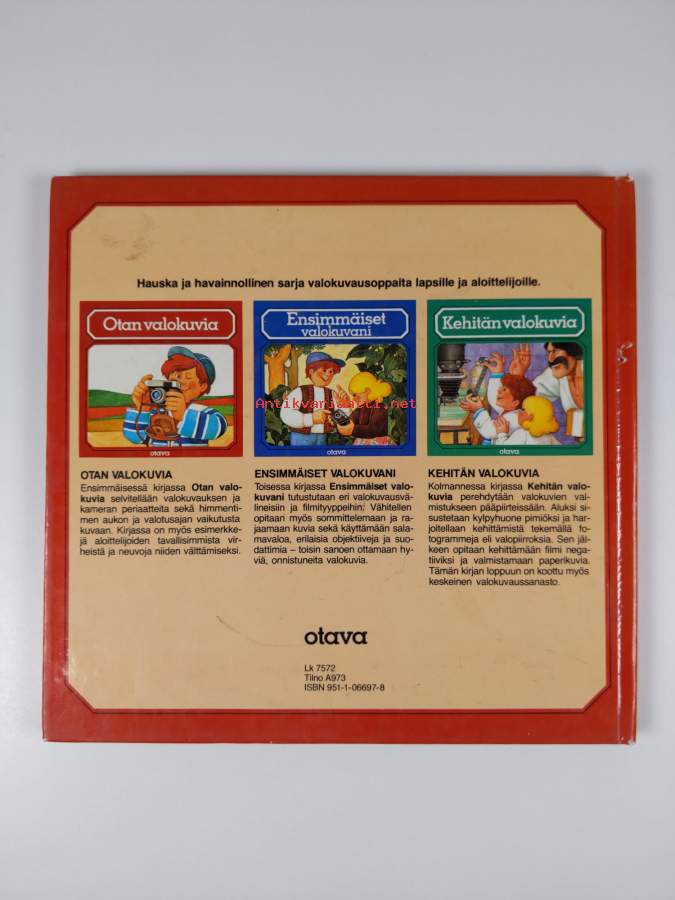 Hauska ja havainnollinen sarja valokuvausoppaita lapsille ja aloittelijoille.
Otan valokuvia
otava
Ensimmäiset
valokuvani
otava
Kehitän valokuvia
otava
Antikvariaatti.net
OTAN VALOKUVIA
Ensimmäisessä kirjassa Otan valo-
kuvia selvitellään valokuvauksen ja
kameran periaatteita sekä himmenti-
men aukon ja valotusajan vaikutusta
kuvaan. Kirjassa on myös esimerkke-
jä aloittelijoiden tavallisimmista vir-
heistä ja neuvoja niiden välttämiseksi.
ENSIMMÄISET VALOKUVANI
Toisessa kirjassa Ensimmäiset valo-
kuvani tutustutaan eri valokuvausvä-
lineisiin ja filmityyppeihin. Vähitellen
opitaan myös sommittelemaan ja ra-
jaamaan kuvia sekä käyttämään sala-
mavaloa, erilaisia objektiiveja ja suo-
dattimia – toisin sanoen ottamaan hy-
viä, onnistuneita valokuvia.
KEHITÄN VALOKUVIA
Kolmannessa kirjassa Kehitän valo-
kuvia perehdytään valokuvien val-
mistukseen pääpiirteissään. Aluksi si-
sustetaan kylpyhuone pimiöksi ja har-
joitellaan kehittämistä tekemällä fo-
togrammeja eli valopiirroksia. Sen jäl-
keen opitaan kehittämään filmi nega-
tiiviksi ja valmistamaan paperikuvia.
Tämän kirjan loppuun on koottu myös
keskeinen valokuvaussanasto.
otava
Lk 7572
Tilno A973
ISBN 951-1-06697-8